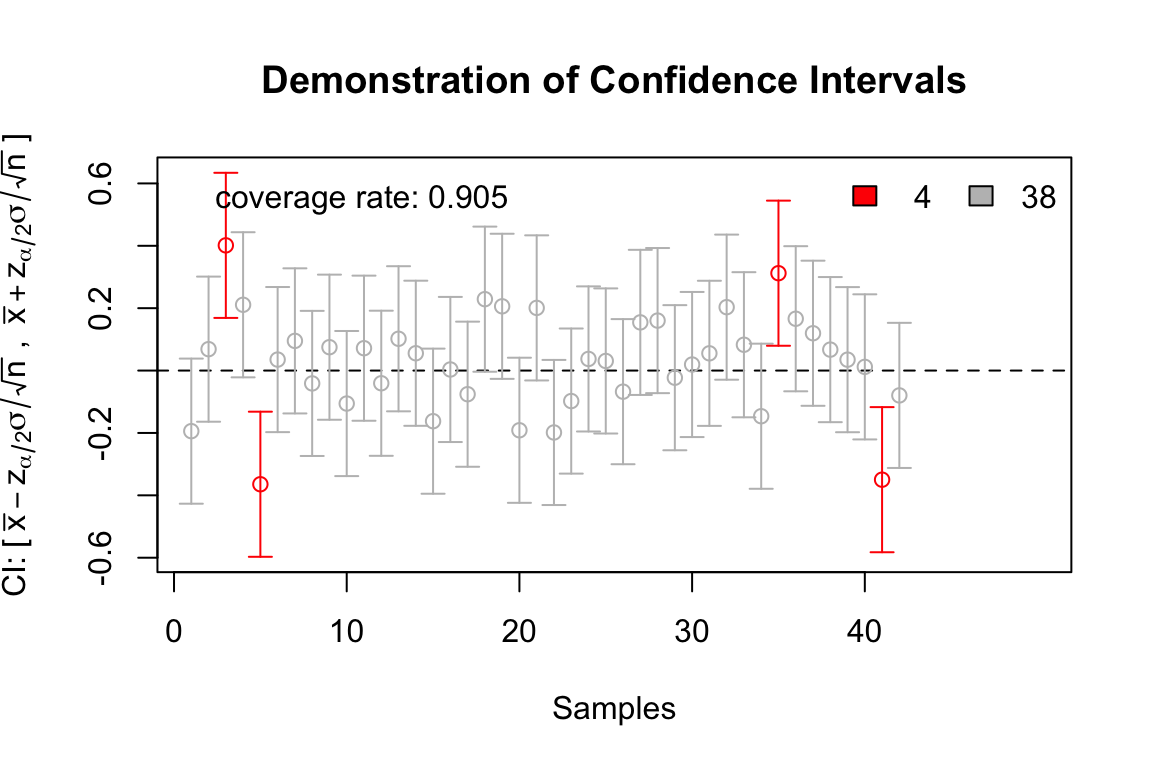 Demonstration of Confidence Intervals
CI: [ x̅ − zα/2σ/√n , x̅ + zα/2σ/√n ]
0.6
0.2
-0.2
-0.6
coverage rate: 0.905
4 38
0 10 20 30 40
Samples